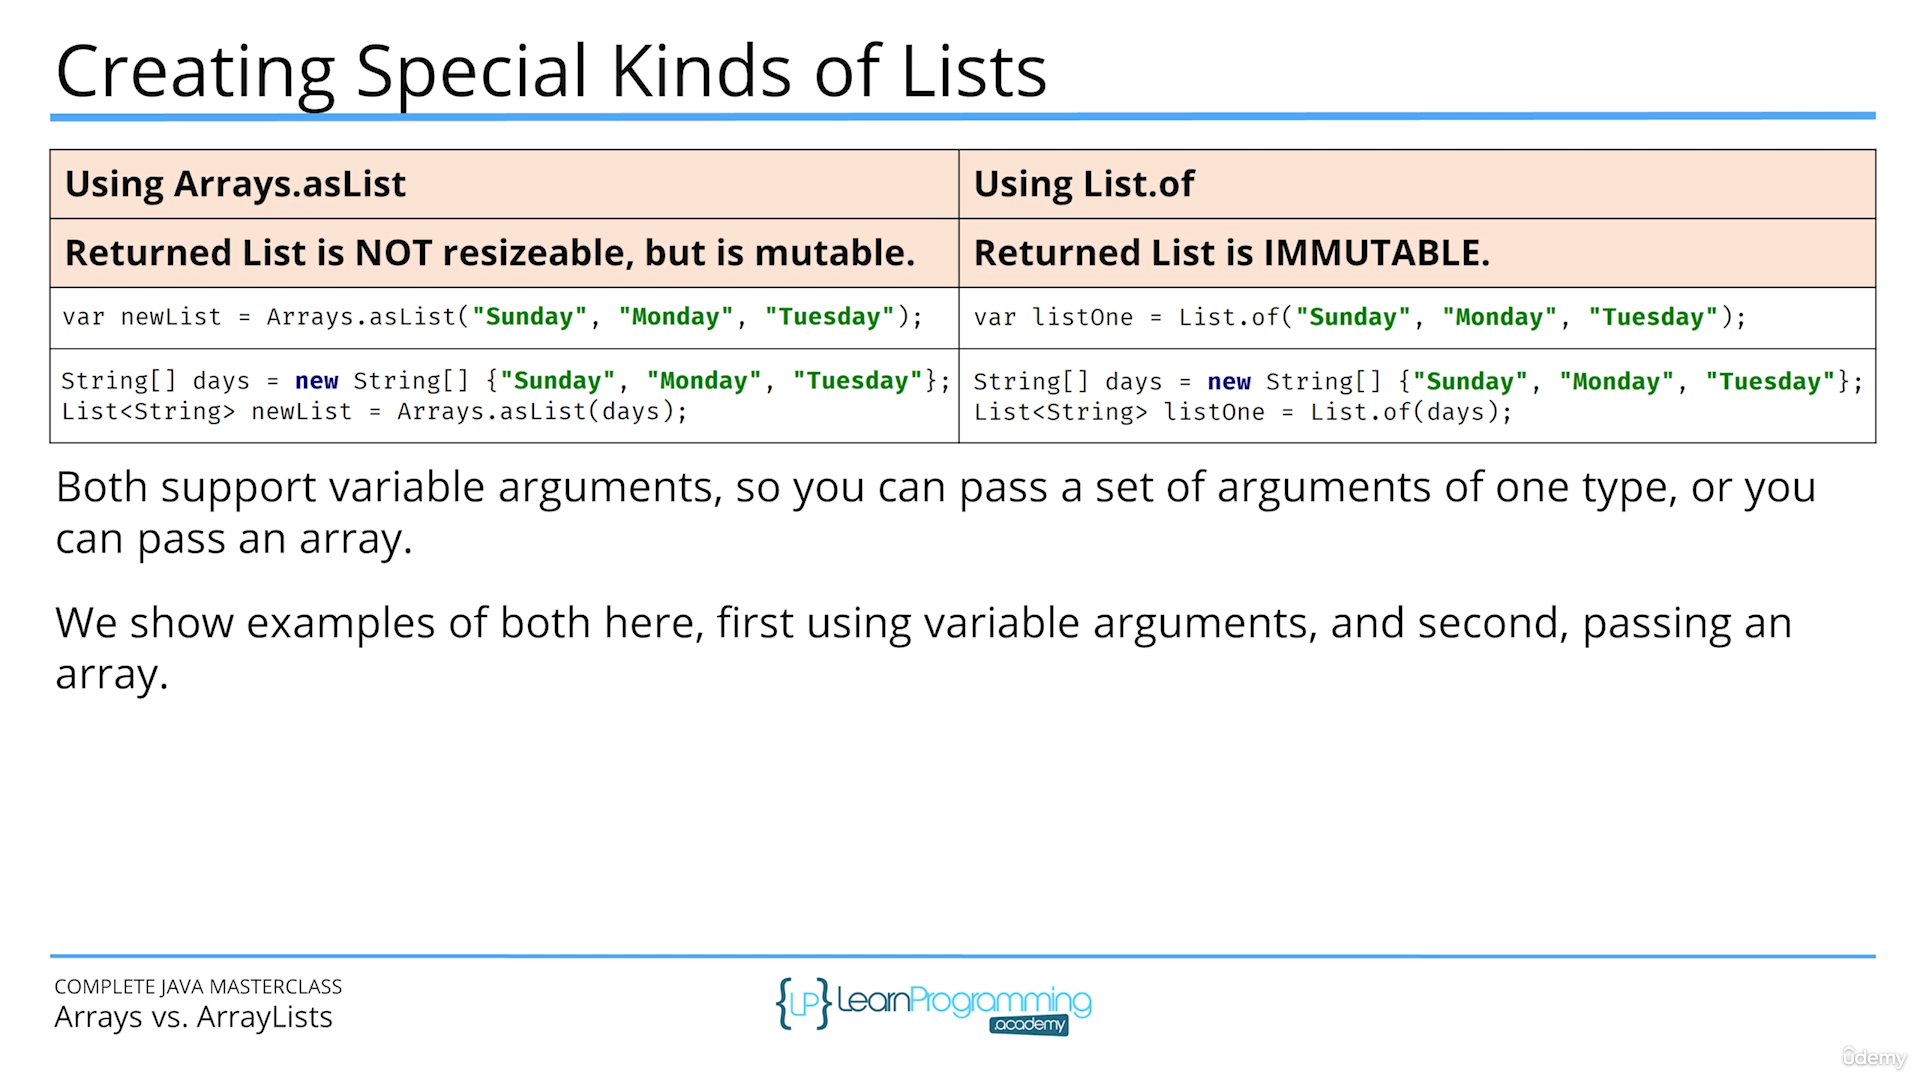 Creating Special Kinds of Lists
Using Arrays.asList
Using List.of
Returned List is NOT resizeable, but is mutable.
Returned List is IMMUTABLE.
var newList = Arrays.asList("Sunday", "Monday", "Tuesday");
var listOne = List.of("Sunday", "Monday", "Tuesday");
String[] days = new String[] {"Sunday", "Monday", "Tuesday"};
List<String> newList = Arrays.asList(days);
String[] days = new String[] {"Sunday", "Monday", "Tuesday"};
List<String> listOne = List.of(days);
Both support variable arguments, so you can pass a set of arguments of one type, or you
can pass an array.
We show examples of both here, first using variable arguments, and second, passing an
array.
COMPLETE JAVA MASTERCLASS
Arrays vs. ArrayLists
{LP} LearnProgramming
.academy
ûdemy